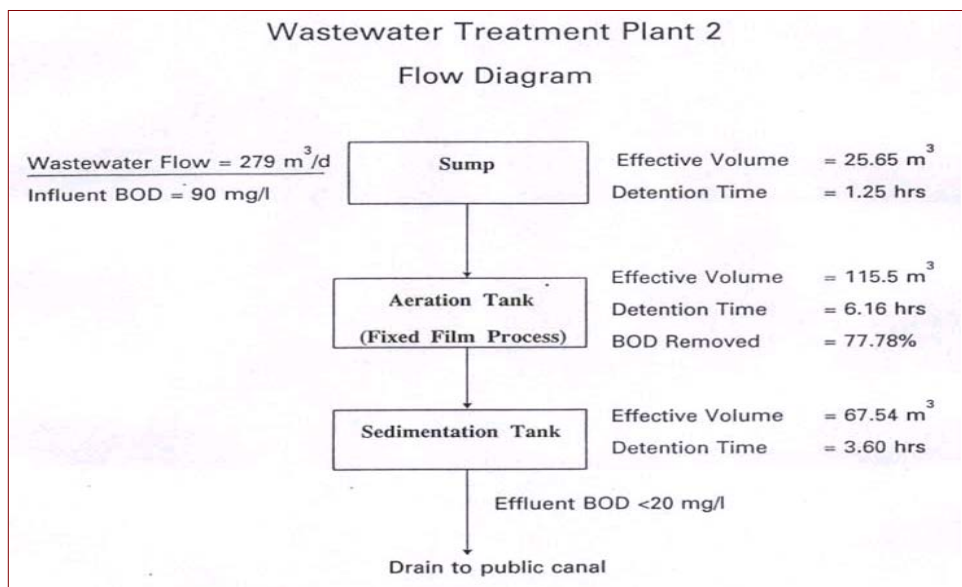 Wastewater Treatment Plant 2
Flow Diagram
Wastewater Flow = 279 m³/d
Influent BOD = 90 mg/l
Sump
Effective Volume = 25.65 m³
Detention Time = 1.25 hrs
Aeration Tank
(Fixed Film Process)
Effective Volume = 115.5 m³
Detention Time = 6.16 hrs
BOD Removed = 77.78%
Sedimentation Tank
Effective Volume = 67.54 m³
Detention Time = 3.60 hrs
Effluent BOD <20 mg/l
Drain to public canal